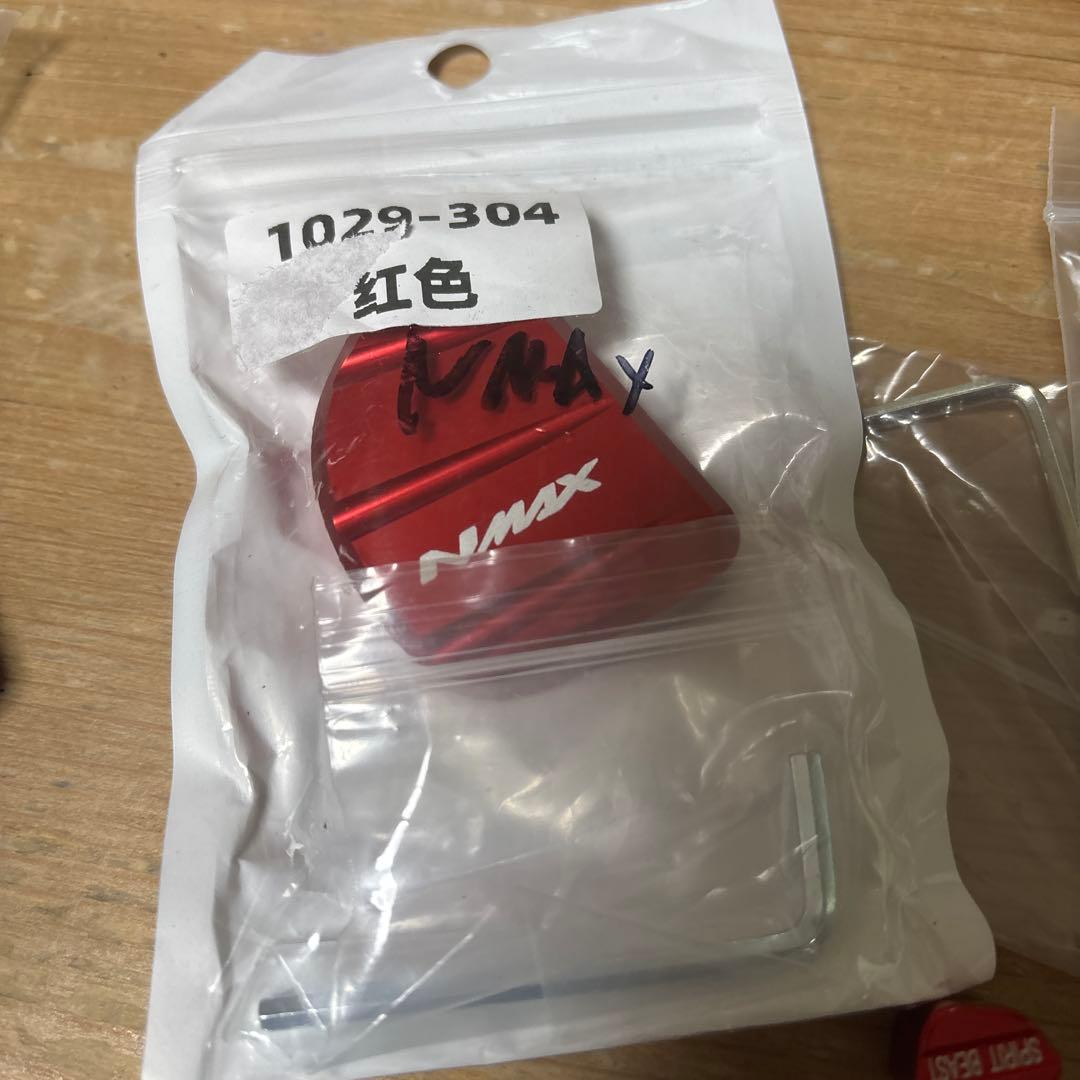 1029-304
红色
NMAX
NMAX
SPIRIT BEAST